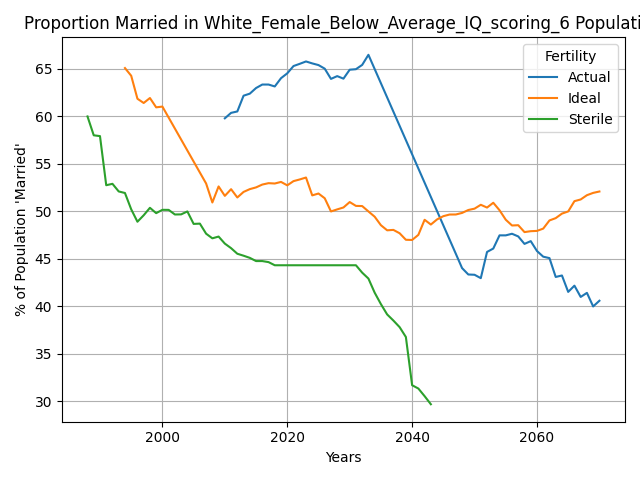 Proportion Married in White_Female_Below_Average_IQ_scoring_6 Populati
% of Population 'Married'
65
60
55
50
45
40
35
30
2000
2020
2040
2060
Years
Fertility
Actual
Ideal
Sterile